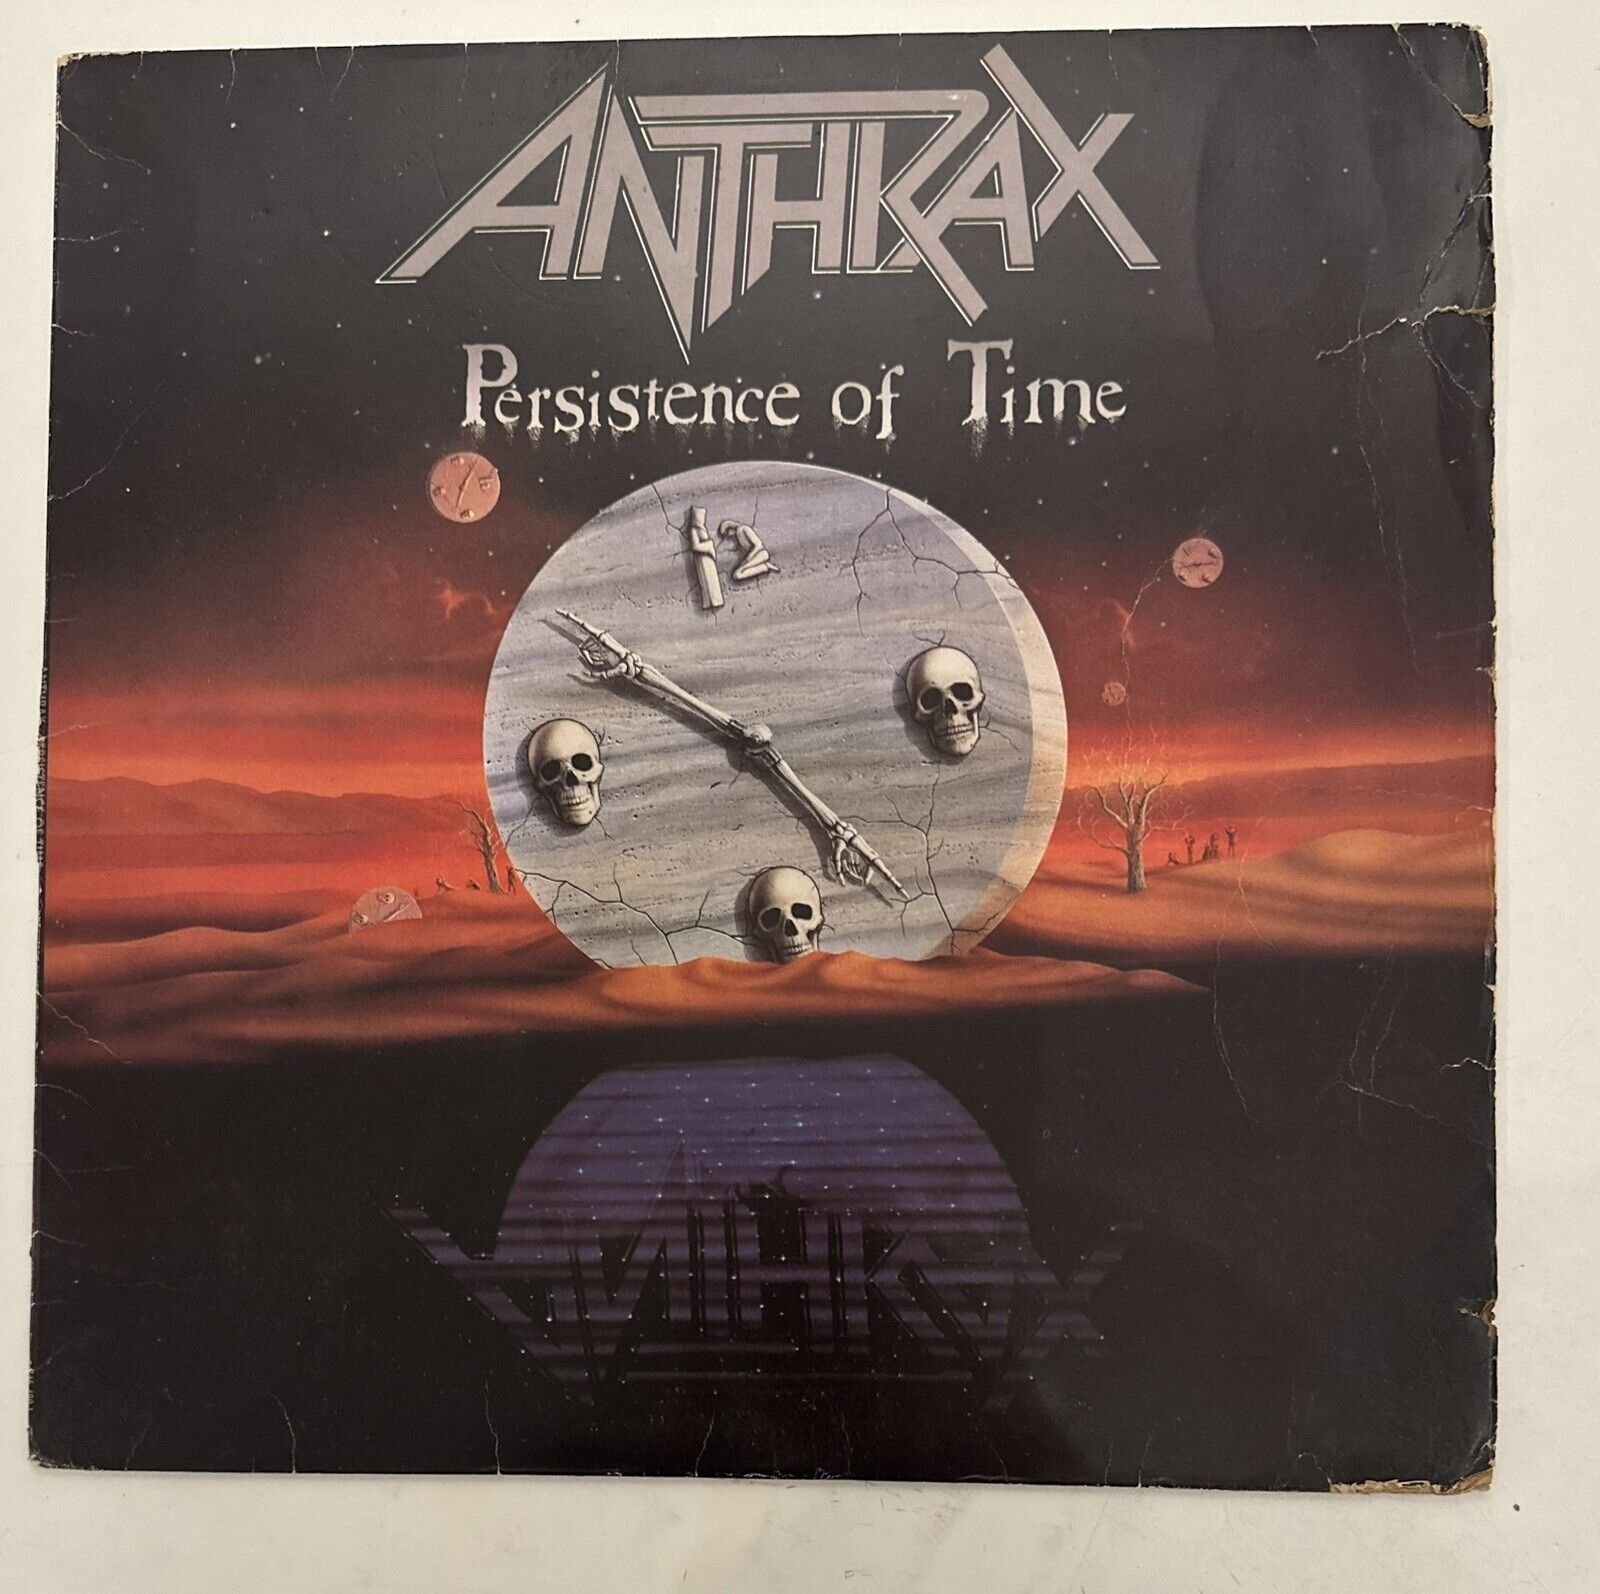 ANTHRAX
Persistence of Time
12
ANTHRAX